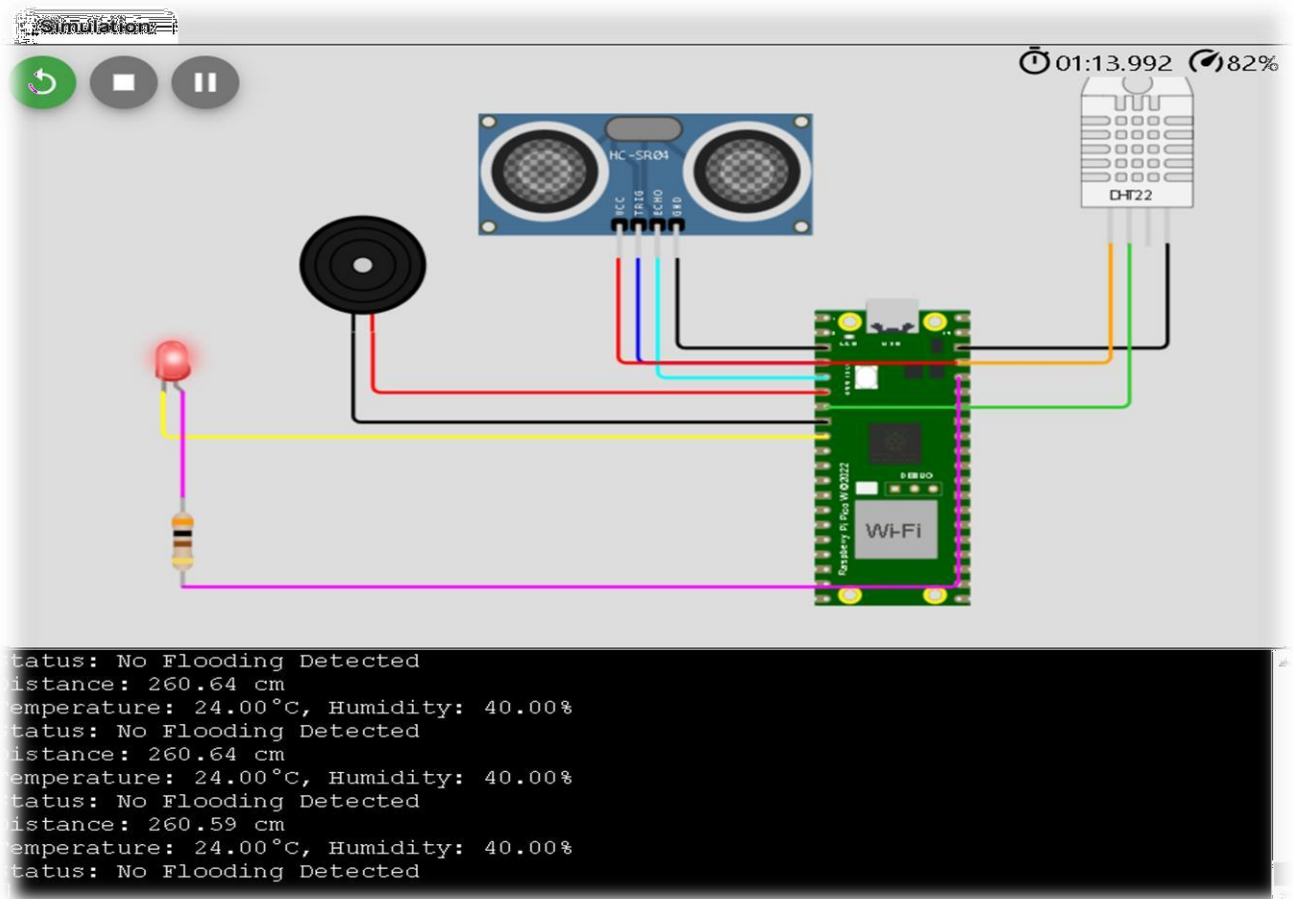 Simulation
01:13.992 82%
HC-SR04
VCC
TRIG
ECHO
GND
DHT22
DEBUG
Raspberry Pi Pico W ©2022
Wi-Fi
tatus: No Flooding Detected
istance: 260.64 cm
emperature: 24.00°C, Humidity: 40.00%
tatus: No Flooding Detected
istance: 260.64 cm
emperature: 24.00°C, Humidity: 40.00%
tatus: No Flooding Detected
istance: 260.59 cm
emperature: 24.00°C, Humidity: 40.00%
tatus: No Flooding Detected